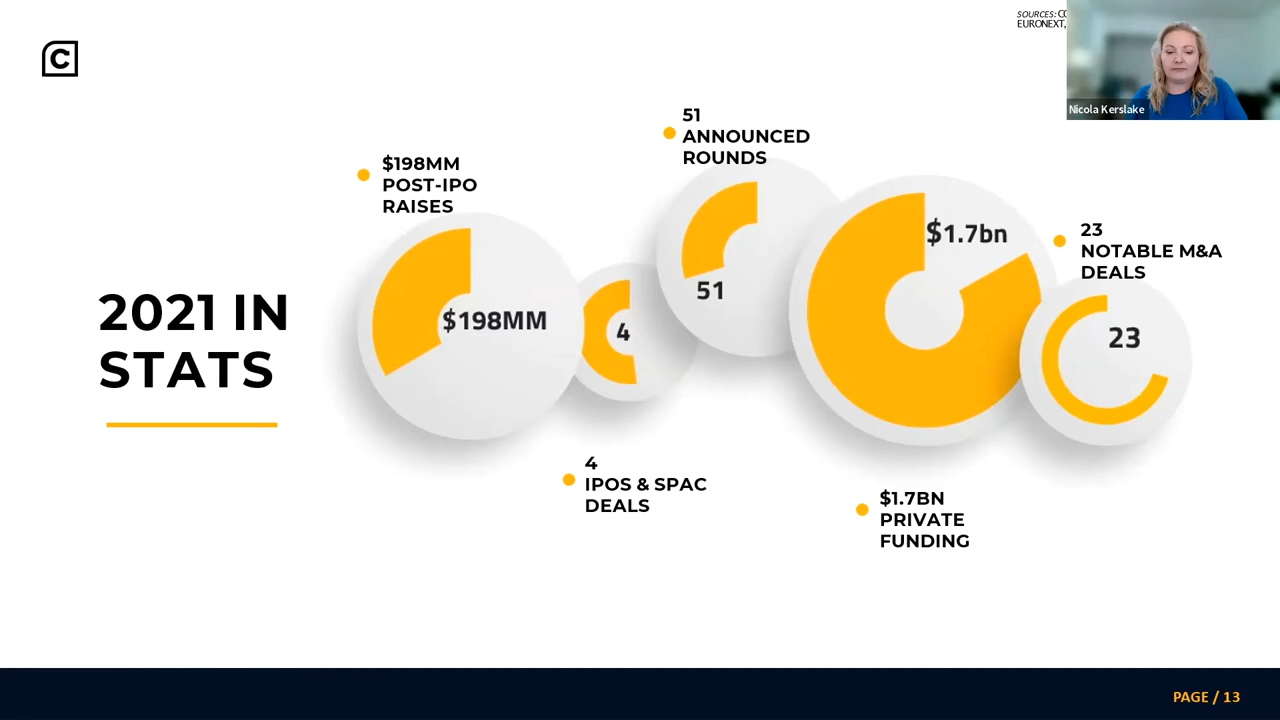 SOURCES:
EURONEXT,
Nicola Kerslake
C
51
ANNOUNCED
ROUNDS
$198MM
POST-IPO
RAISES
23
NOTABLE M&A
DEALS
$1.7bn
2021 IN
STATS
$198MM
4
51
23
4
IPOS & SPAC
DEALS
$1.7BN
PRIVATE
FUNDING
PAGE / 13